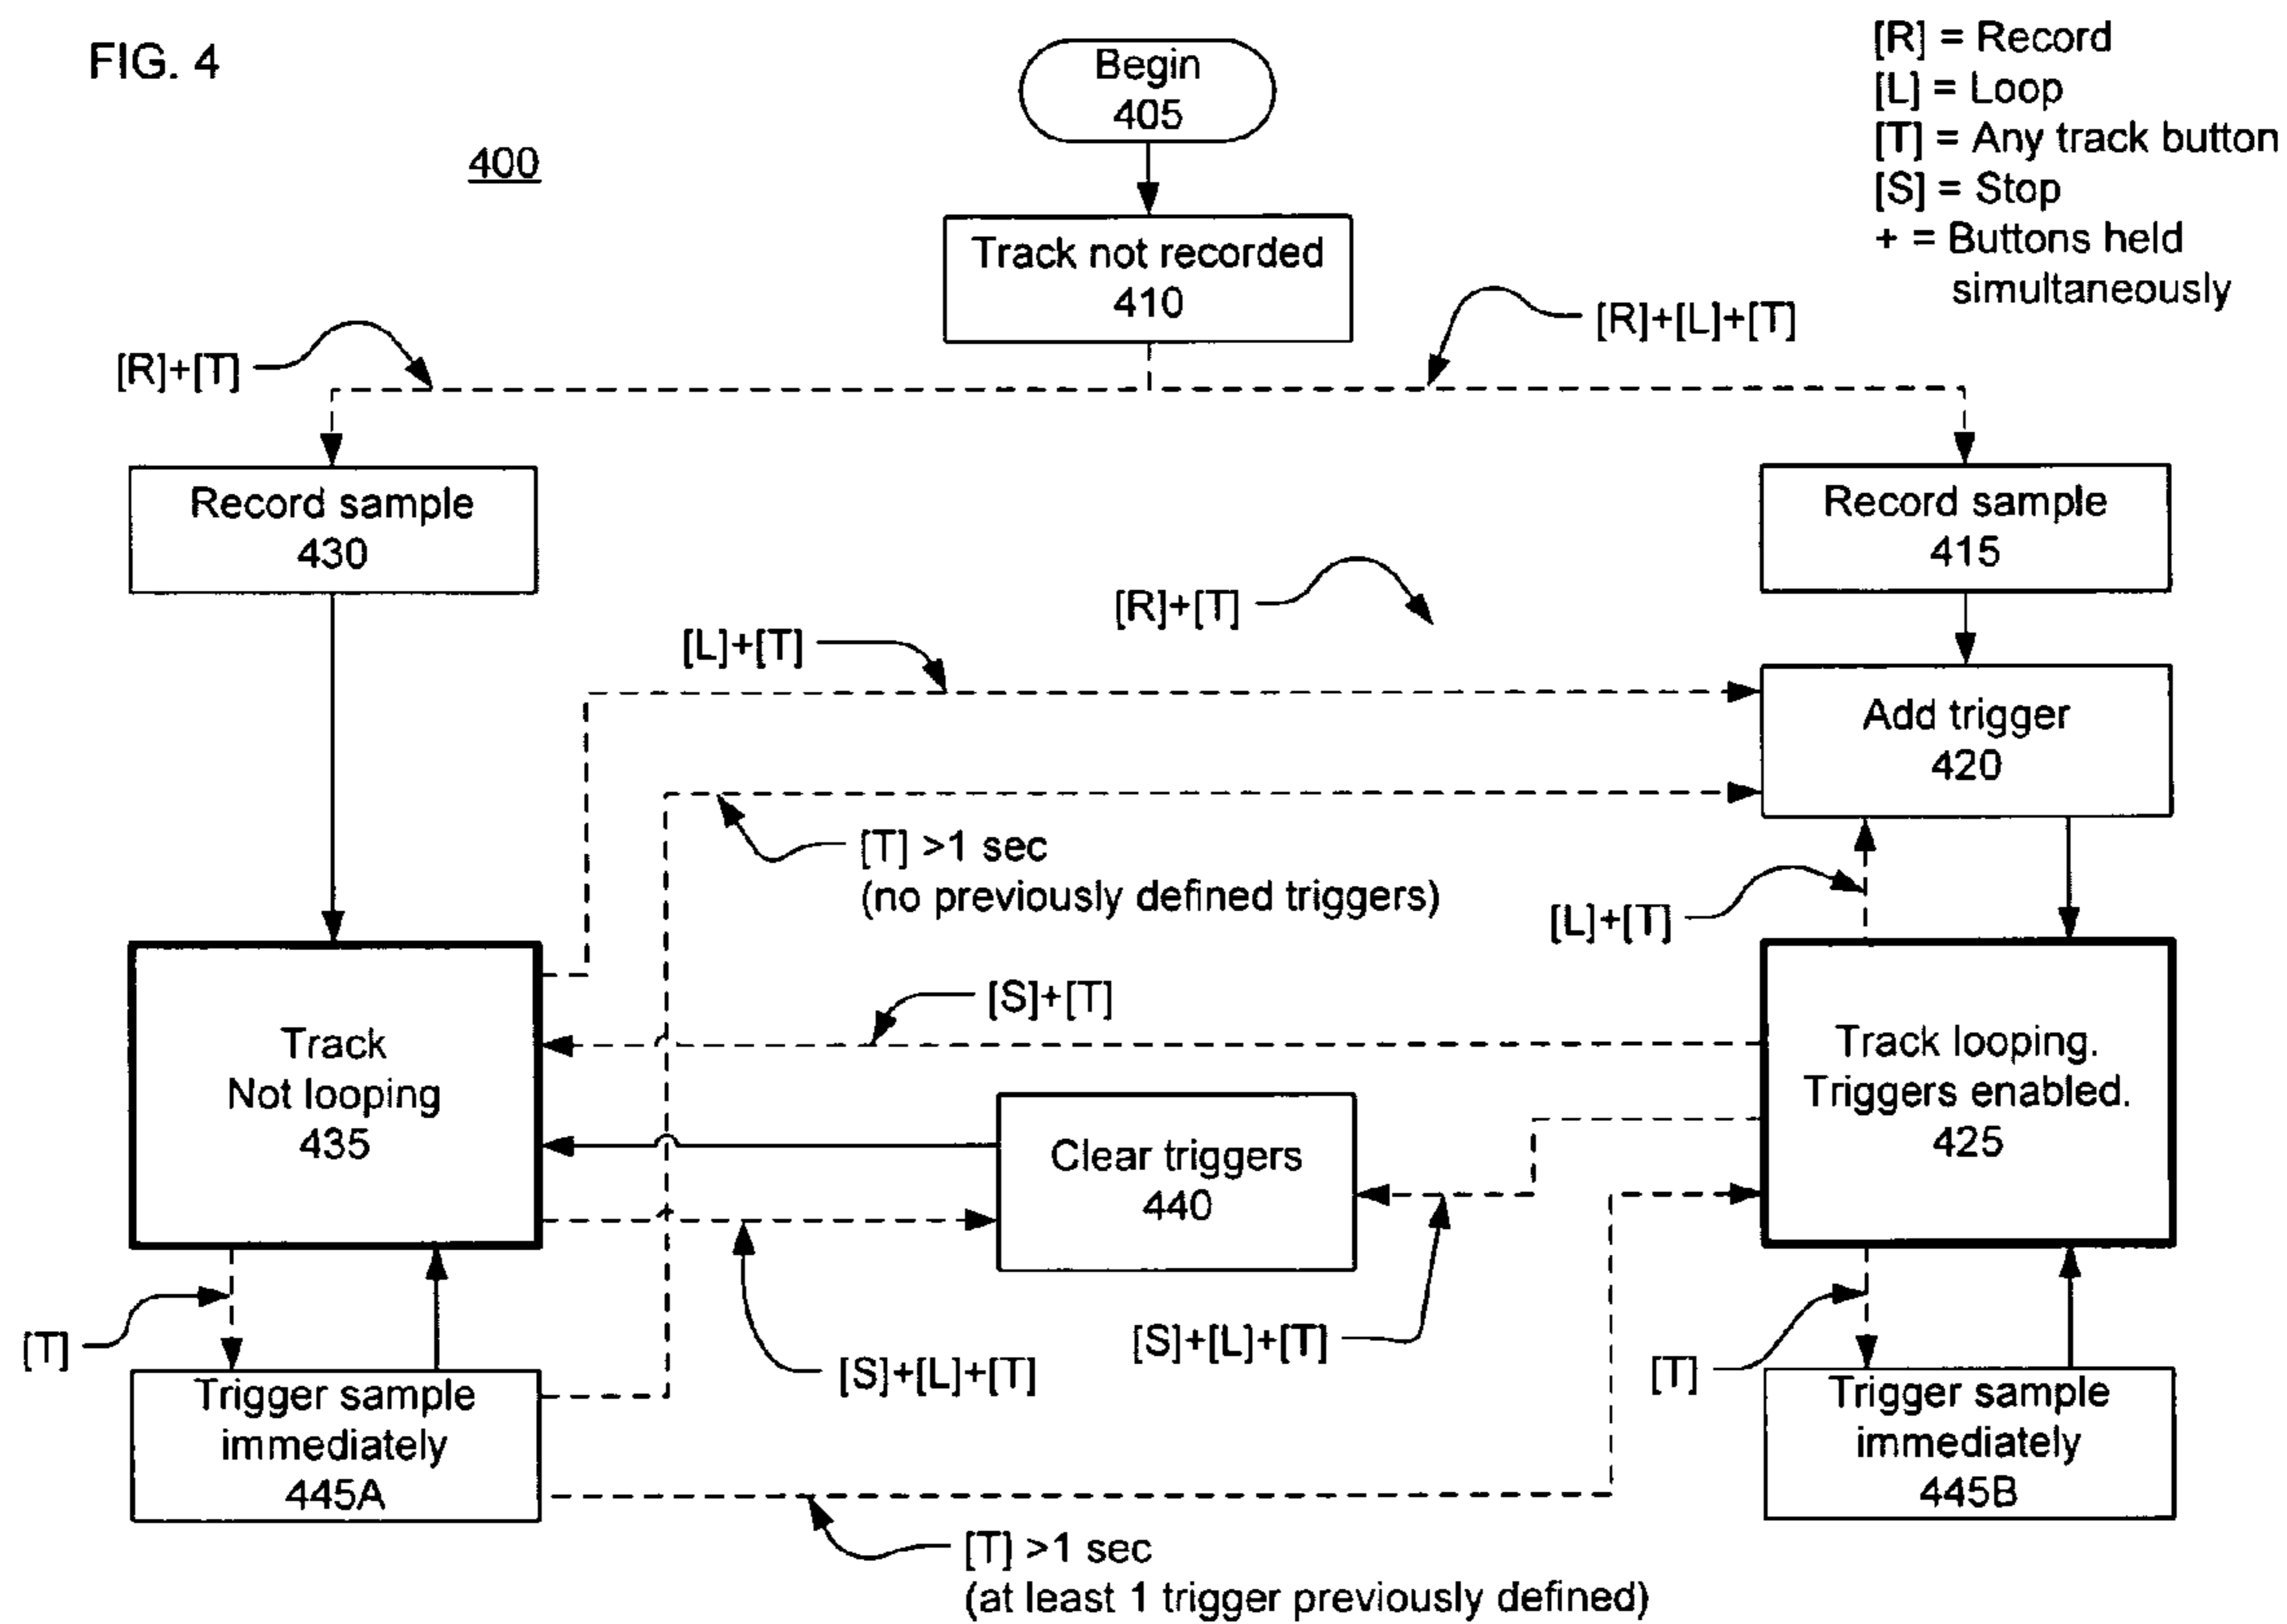 FIG. 4
400
Begin
405
[R] = Record
[L] = Loop
[T] = Any track button
[S] = Stop
+ = Buttons held
simultaneously
Track not recorded
410
[R]+[L]+[T]
[R]+[T]
Record sample
430
Record sample
415
[R]+[T]
[L]+[T]
Add trigger
420
[T] >1 sec
(no previously defined triggers)
[L]+[T]
[S]+[T]
Track
Not looping
435
Track looping.
Triggers enabled.
425
Clear triggers
440
[T]
[S]+[L]+[T]
[S]+[L]+[T]
[T]
Trigger sample
immediately
445A
Trigger sample
immediately
445B
[T] >1 sec
(at least 1 trigger previously defined)